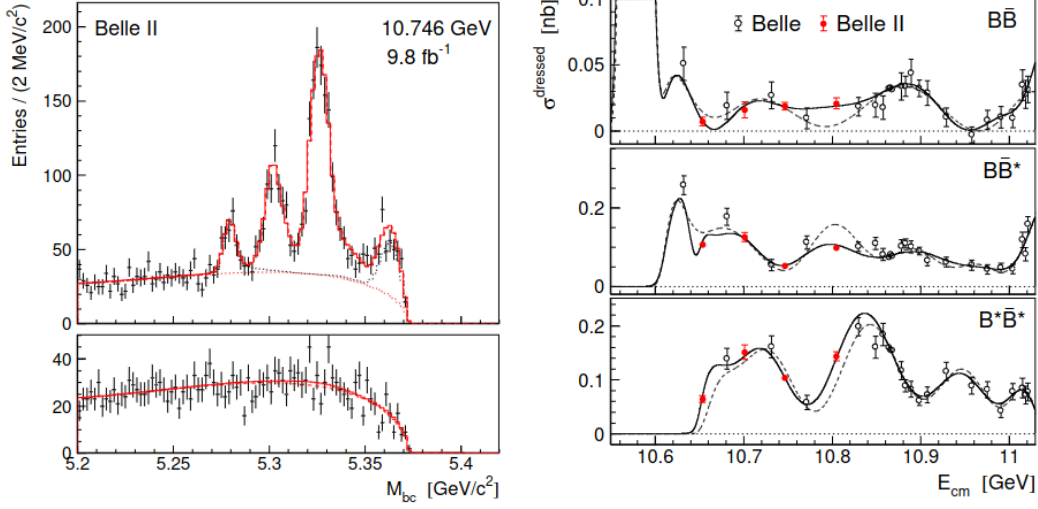 Belle II
10.746 GeV
9.8 fb⁻¹
Entries / (2 MeV/c²)
200
150
100
50
0
40
20
0
5.2
5.25
5.3
5.35
5.4
M_bc [GeV/c²]
σ^dressed [nb]
0.1
0.05
0
Belle
Belle II
BB̄
0.2
0
BB̄*
0.2
0.1
0
B*B̄*
10.6
10.7
10.8
10.9
11
E_cm [GeV]